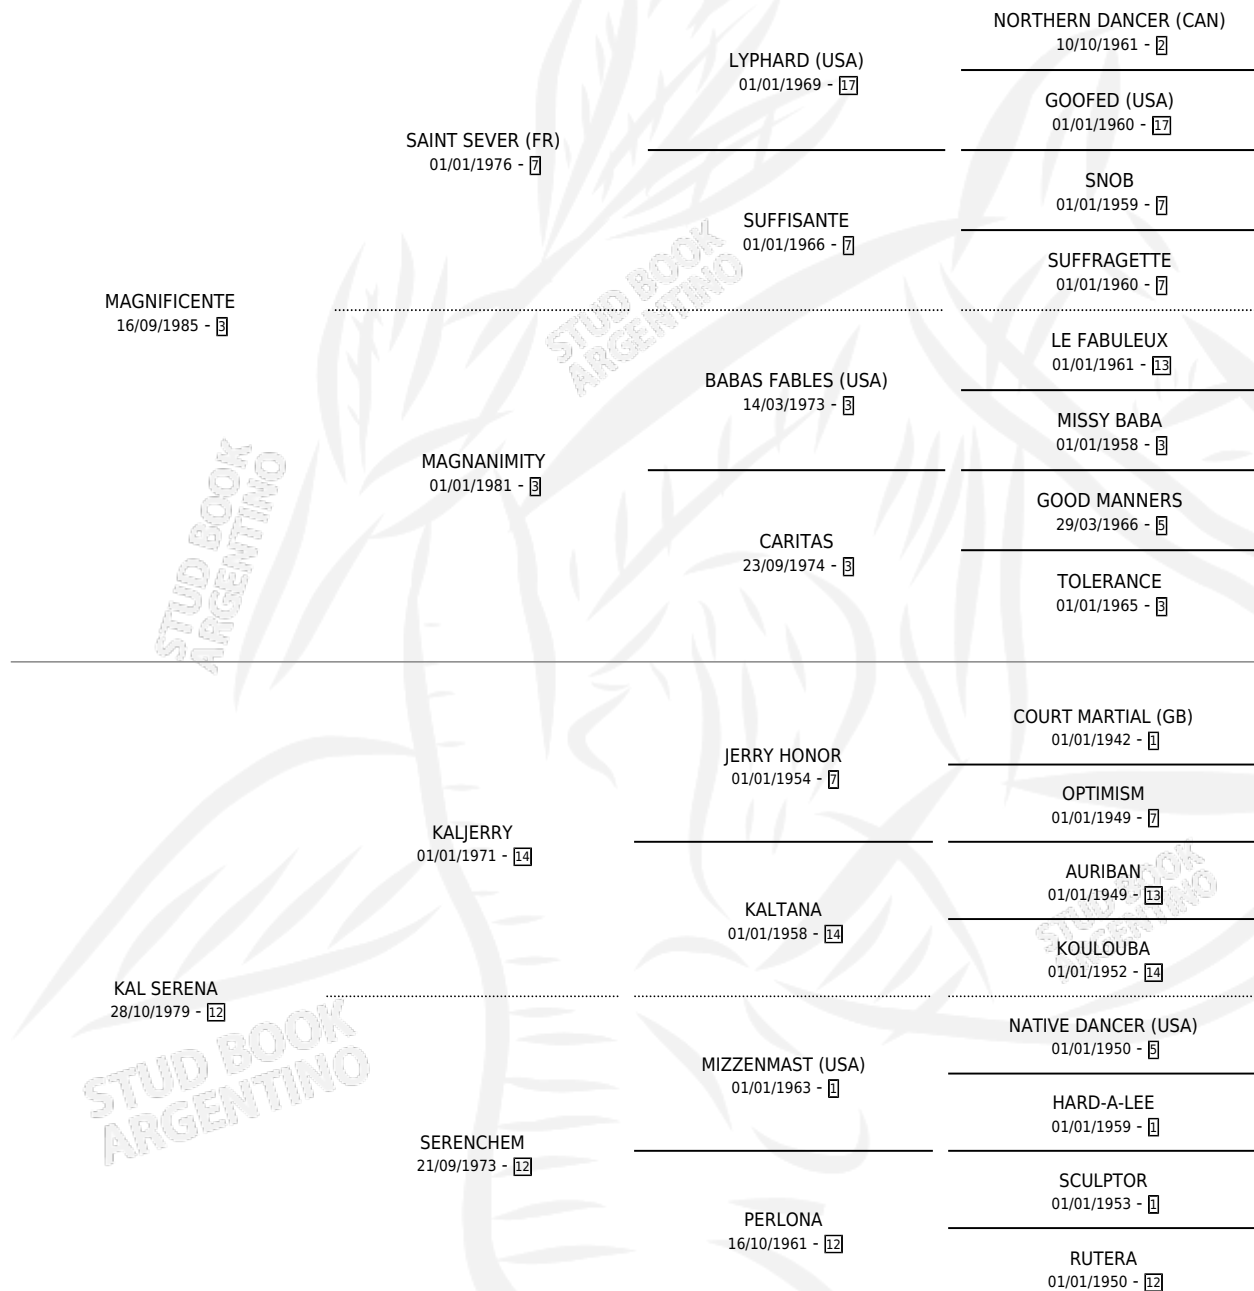 NORTHERN DANCER (CAN)
10/10/1961 - 2
LYPHARD (USA)
01/01/1969 - 17
GOOFED (USA)
01/01/1960 - 17
SAINT SEVER (FR)
01/01/1976 - 7
SNOB
01/01/1959 - 7
SUFFISANTE
01/01/1966 - 7
SUFFRAGETTE
01/01/1960 - 7
MAGNIFICENTE
16/09/1985 - 3
LE FABULEUX
01/01/1961 - 13
BABAS FABLES (USA)
14/03/1973 - 3
MISSY BABA
01/01/1958 - 3
MAGNANIMITY
01/01/1981 - 3
GOOD MANNERS
29/03/1966 - 5
CARITAS
23/09/1974 - 3
TOLERANCE
01/01/1965 - 3
COURT MARTIAL (GB)
01/01/1942 - 1
JERRY HONOR
01/01/1954 - 7
OPTIMISM
01/01/1949 - 7
KALJERRY
01/01/1971 - 14
AURIBAN
01/01/1949 - 13
KALTANA
01/01/1958 - 14
KOULOUBA
01/01/1952 - 14
KAL SERENA
28/10/1979 - 12
NATIVE DANCER (USA)
01/01/1950 - 5
MIZZENMAST (USA)
01/01/1963 - 1
HARD-A-LEE
01/01/1959 - 1
SERENCHEM
21/09/1973 - 12
SCULPTOR
01/01/1953 - 1
PERLONA
16/10/1961 - 12
RUTERA
01/01/1950 - 12
STUD BOOK
ARGENTINO
STUD BOOK
ARGENTINO
STUD BOOK
ARGENTINO
STUD BOOK
ARGENTINO